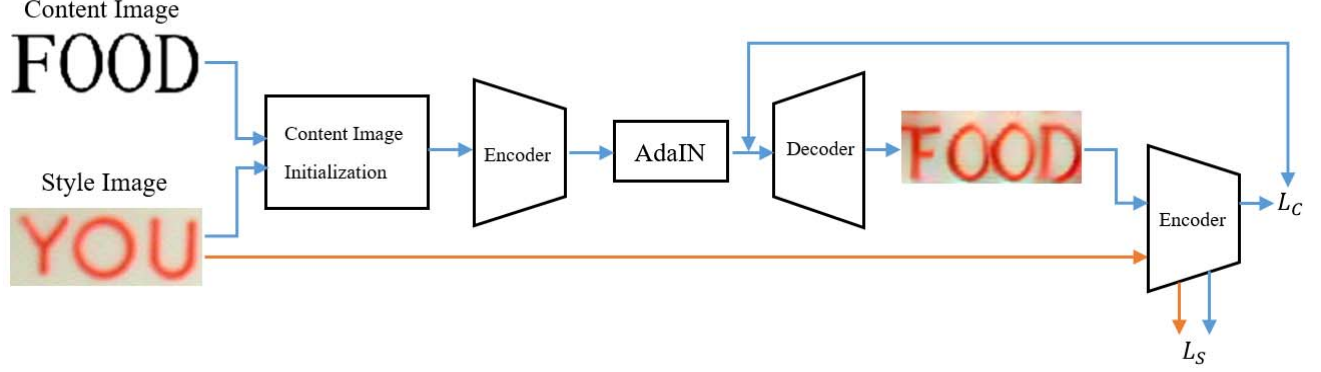 Content Image
FOOD
Style Image
YOU
Content Image
Initialization
Encoder
AdaIN
Decoder
FOOD
Encoder
L_C
L_S